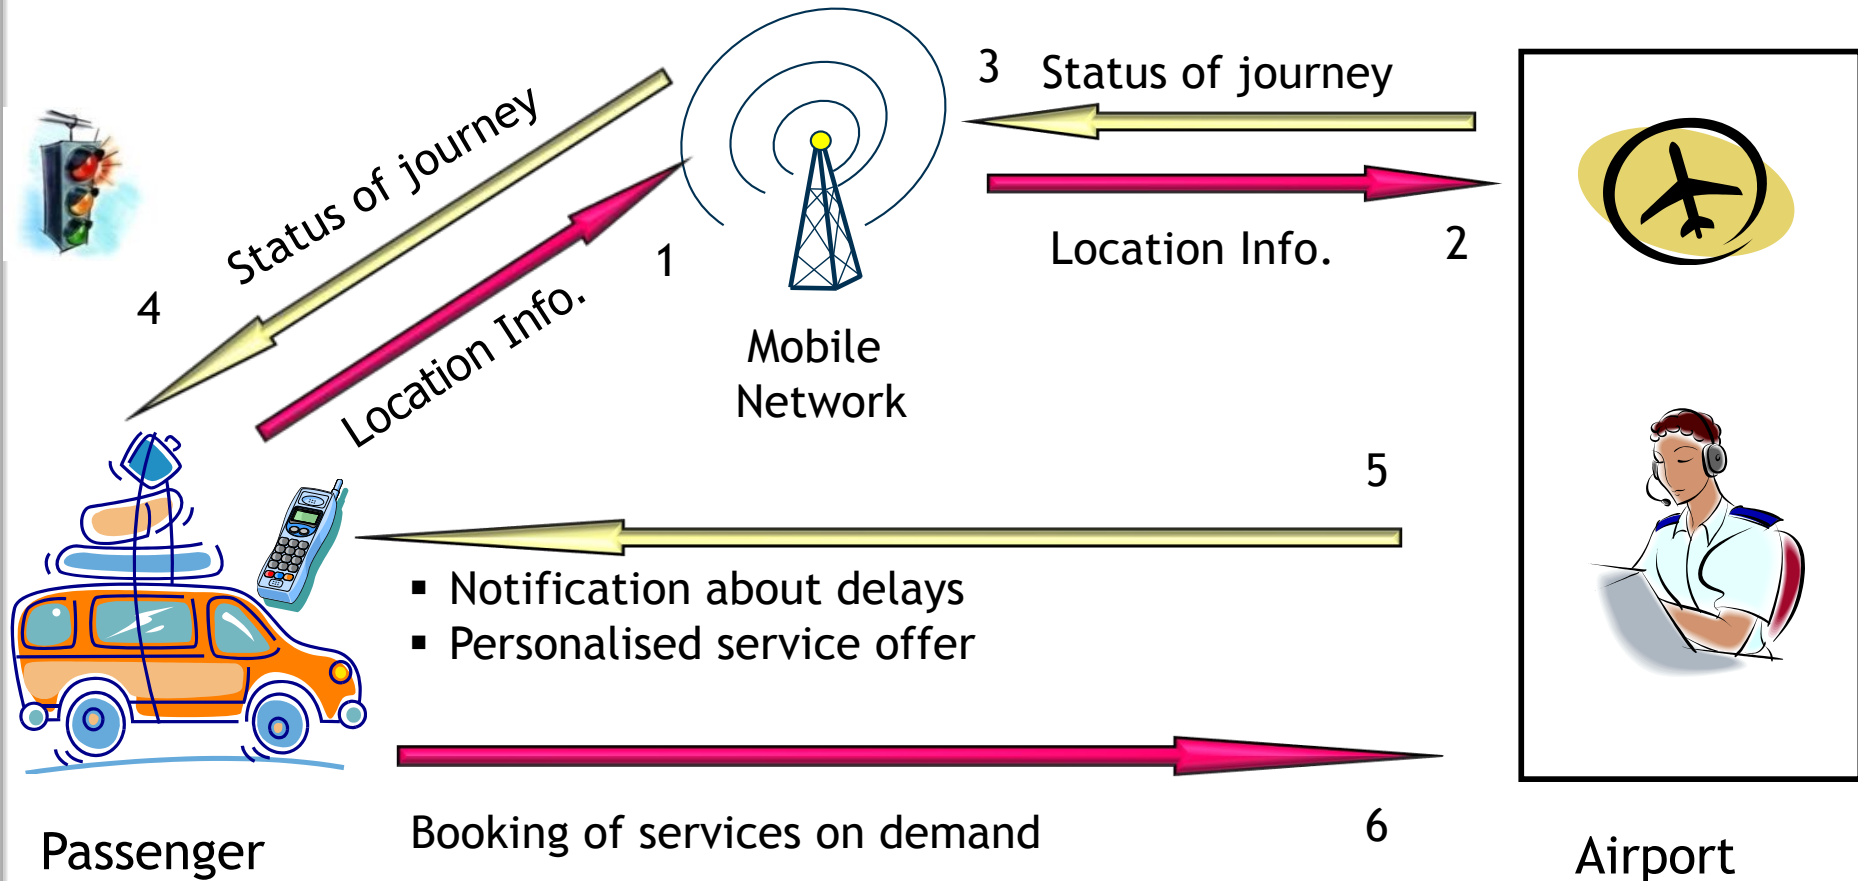 3 Status of journey
Status of journey
1
Location Info. 2
4
Location Info.
Mobile
Network
5
▪ Notification about delays
▪ Personalised service offer
Booking of services on demand 6
Passenger
Airport